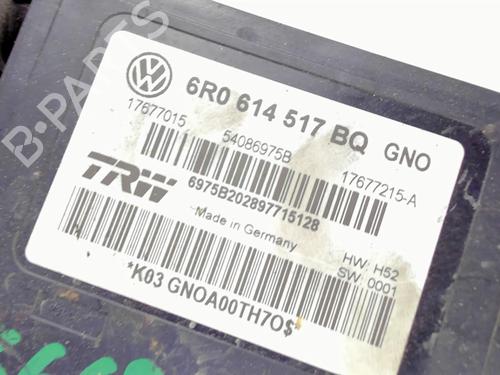 B-PARTS
6R0 614 517 BQ GNO
17677015
54086975B
17677215-A
TRW
6975B202897715128
Made in Germany
HW: H52
SW: 0001
*K03 GNOA00TH7O$*